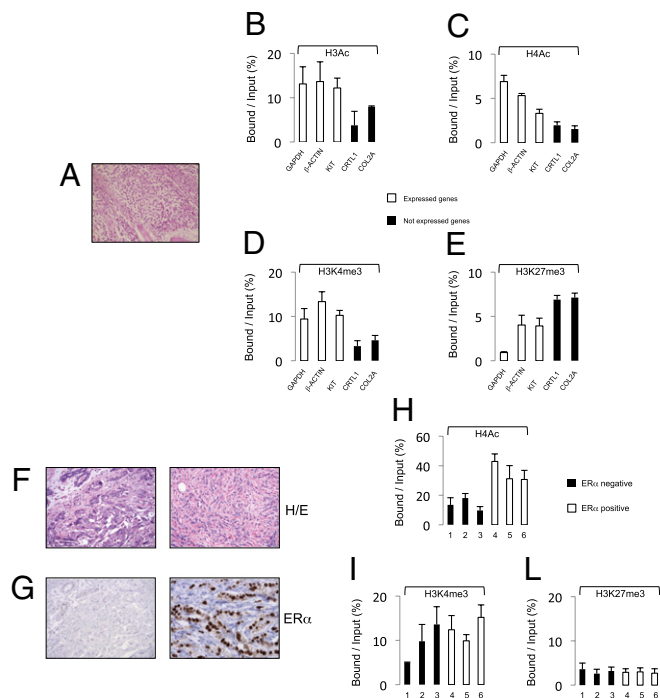 B
H3Ac
Bound / Input (%)
20
10
0
GAPDH
β-ACTIN
KIT
CRTL1
COL2A
C
H4Ac
Bound / Input (%)
10
5
0
GAPDH
β-ACTIN
KIT
CRTL1
COL2A
A
Expressed genes
Not expressed genes
D
H3K4me3
Bound / Input (%)
20
10
0
GAPDH
β-ACTIN
KIT
CRTL1
COL2A
E
H3K27me3
Bound / Input (%)
10
5
0
GAPDH
β-ACTIN
KIT
CRTL1
COL2A
H
H4Ac
Bound / Input (%)
60
40
20
0
1 2 3 4 5 6
ERα negative
ERα positive
F
H/E
G
ERα
I
H3K4me3
Bound / Input (%)
20
10
0
1 2 3 4 5 6
L
H3K27me3
Bound / Input (%)
20
10
0
1 2 3 4 5 6